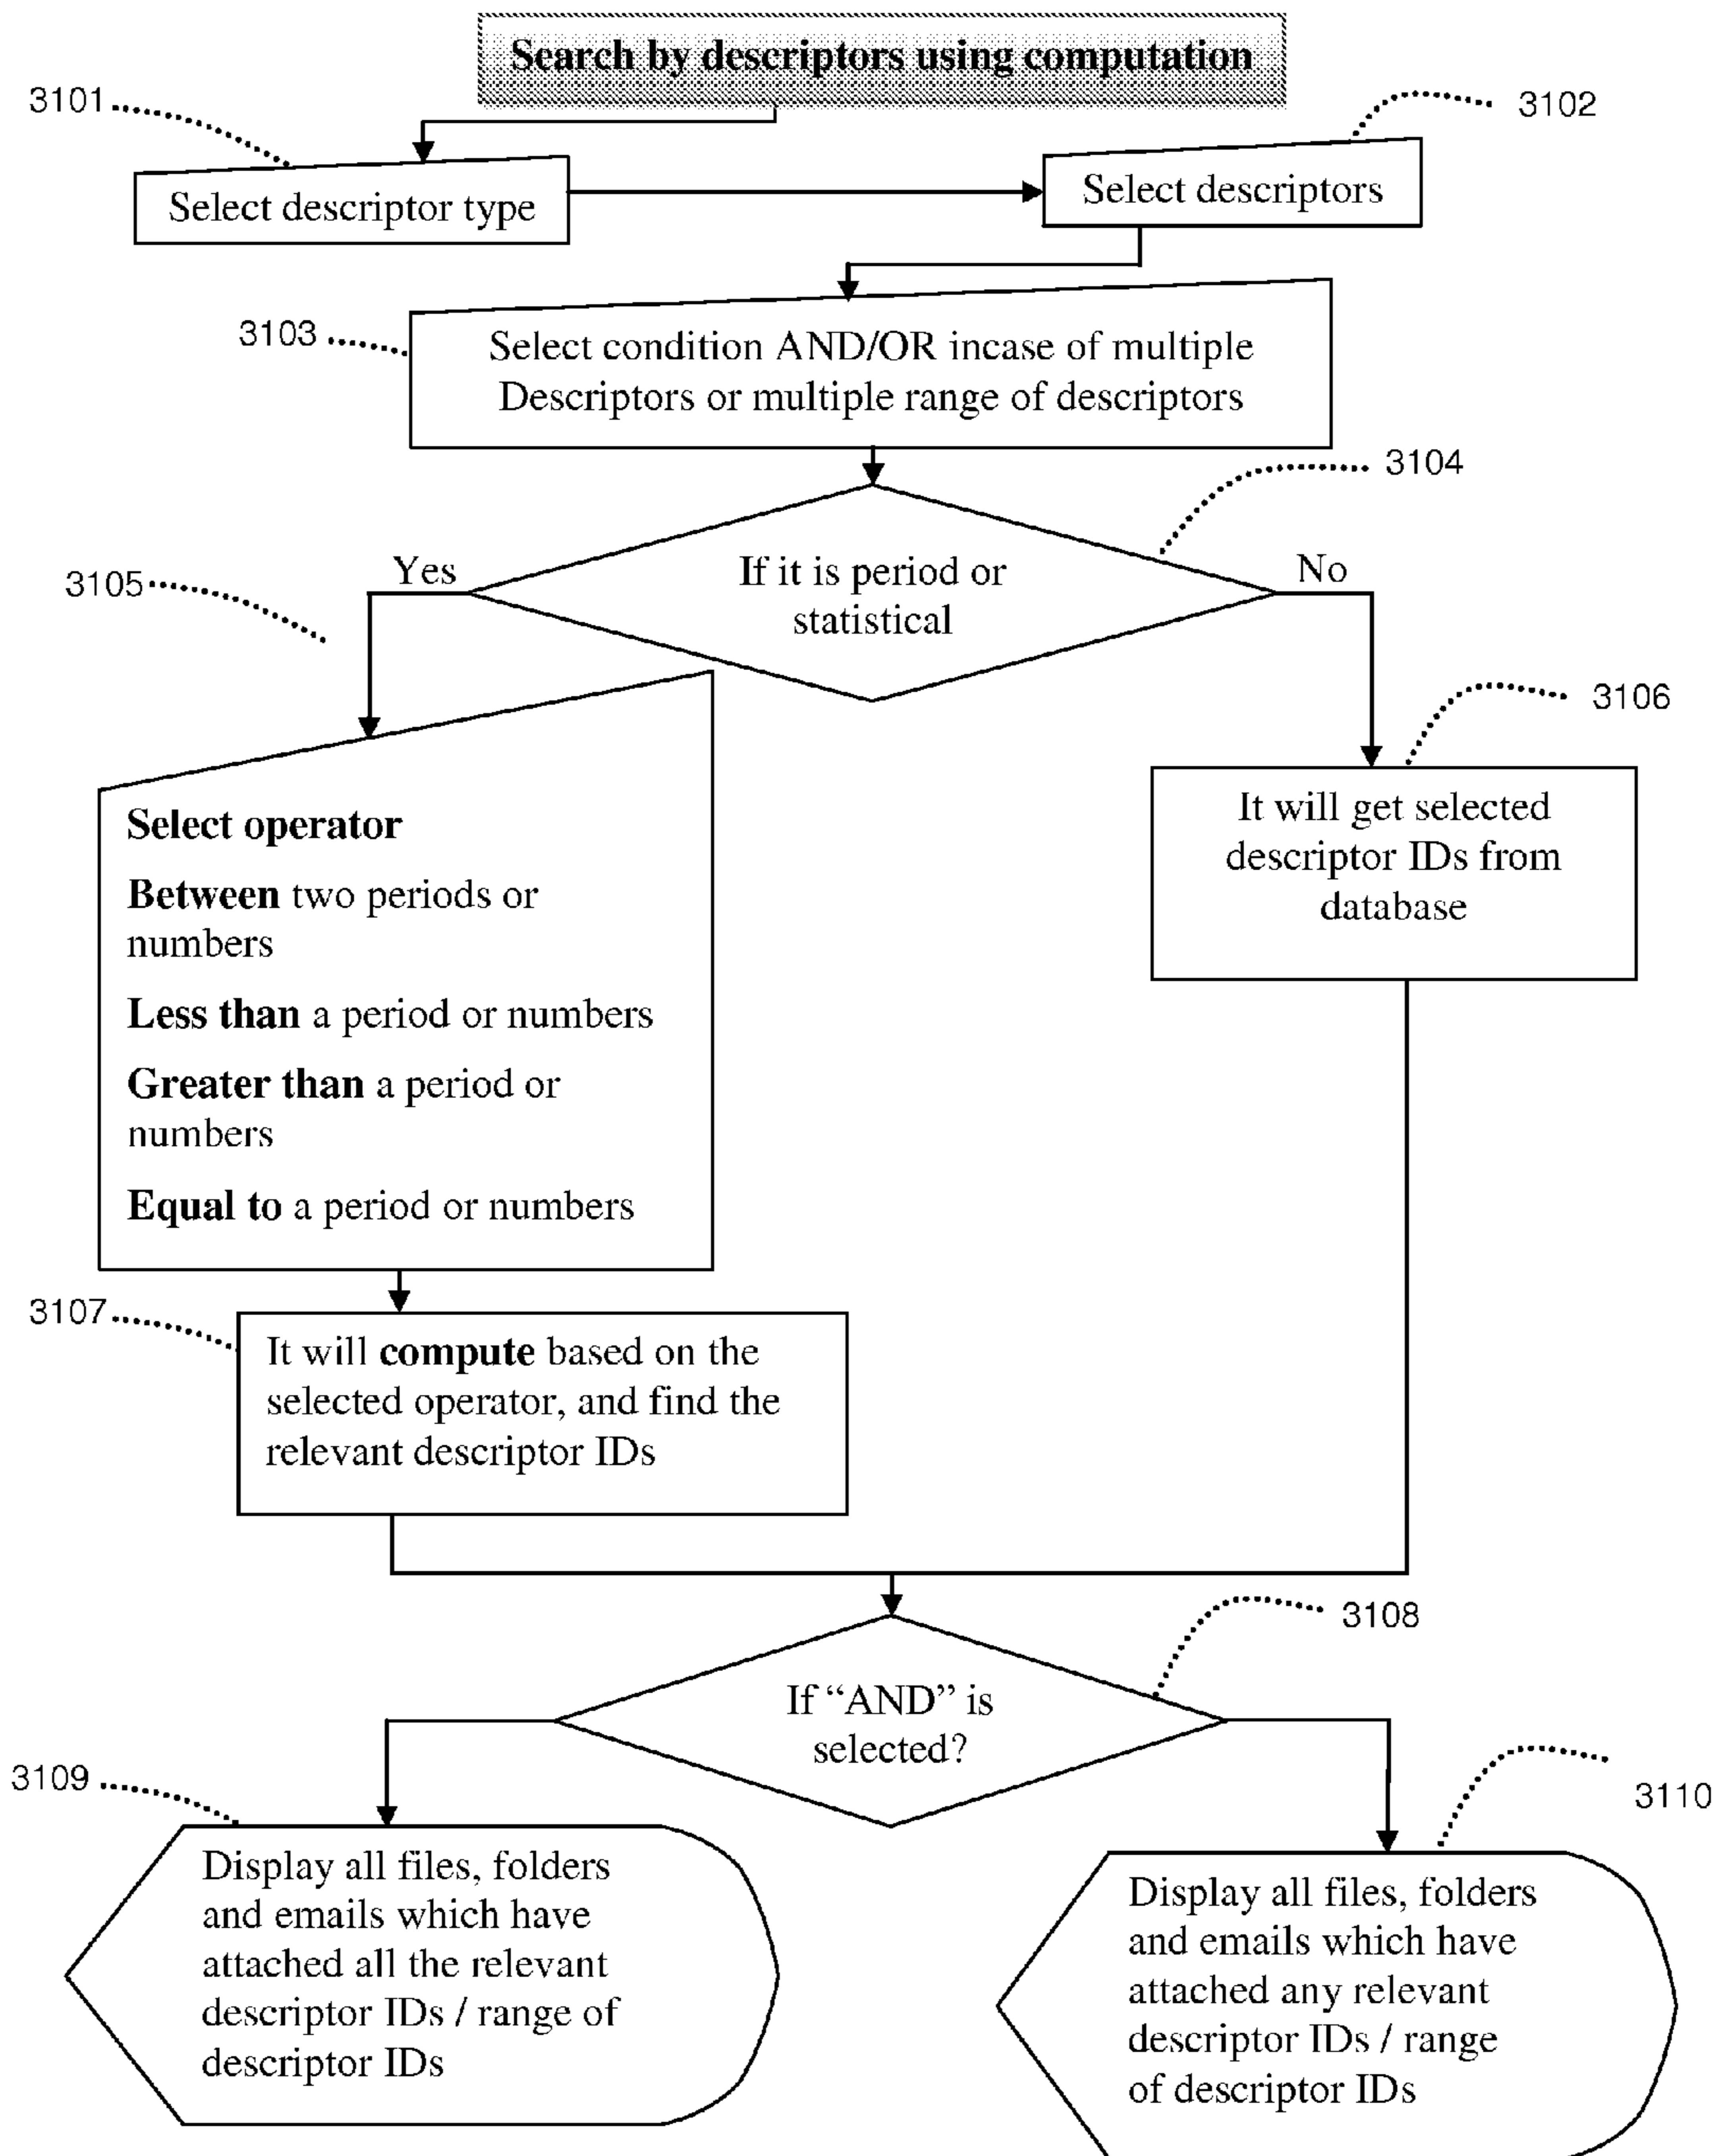 Search by descriptors using computation
3101
3102
Select descriptor type
Select descriptors
3103
Select condition AND/OR incase of multiple
Descriptors or multiple range of descriptors
3104
If it is period or
statistical
Yes
No
3105
3106
Select operator
Between two periods or
numbers
Less than a period or numbers
Greater than a period or
numbers
Equal to a period or numbers
It will get selected
descriptor IDs from
database
3107
It will compute based on the
selected operator, and find the
relevant descriptor IDs
3108
If “AND” is
selected?
3109
3110
Display all files, folders
and emails which have
attached all the relevant
descriptor IDs / range of
descriptor IDs
Display all files, folders
and emails which have
attached any relevant
descriptor IDs / range
of descriptor IDs